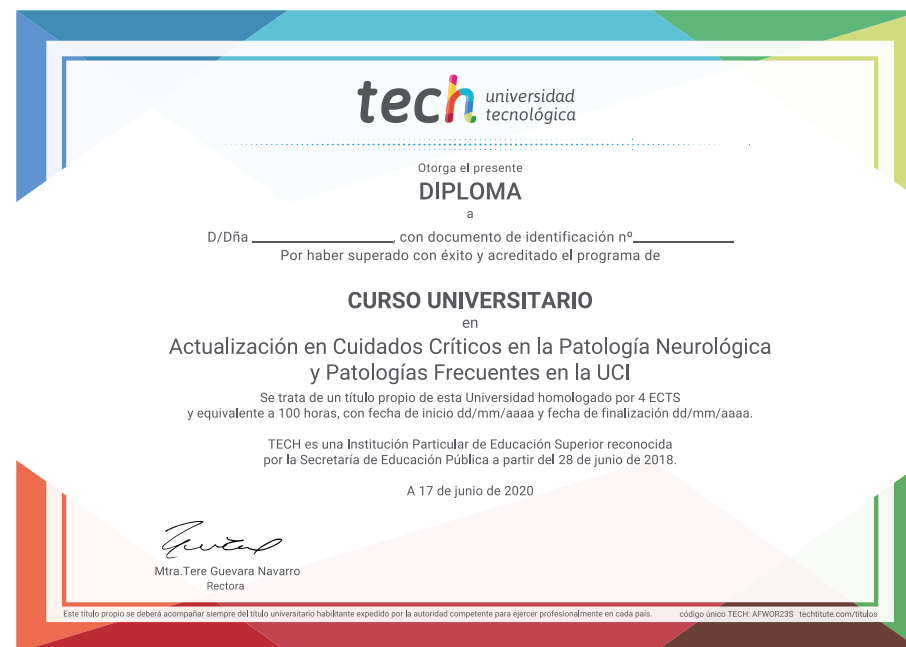 tech universidad
tecnológica
Otorga el presente
DIPLOMA
a
D/Dña ____________________, con documento de identificación nº______________
Por haber superado con éxito y acreditado el programa de
CURSO UNIVERSITARIO
en
Actualización en Cuidados Críticos en la Patología Neurológica
y Patologías Frecuentes en la UCI
Se trata de un título propio de esta Universidad homologado por 4 ECTS
y equivalente a 100 horas, con fecha de inicio dd/mm/aaaa y fecha de finalización dd/mm/aaaa.
TECH es una Institución Particular de Educación Superior reconocida
por la Secretaría de Educación Pública a partir del 28 de junio de 2018.
A 17 de junio de 2020
Mtra.Tere Guevara Navarro
Rectora
Este título propio se deberá acompañar siempre del título universitario habilitante expedido por la autoridad competente para ejercer profesionalmente en cada país. código único TECH: AFWOR23S techtitute.com/titulos